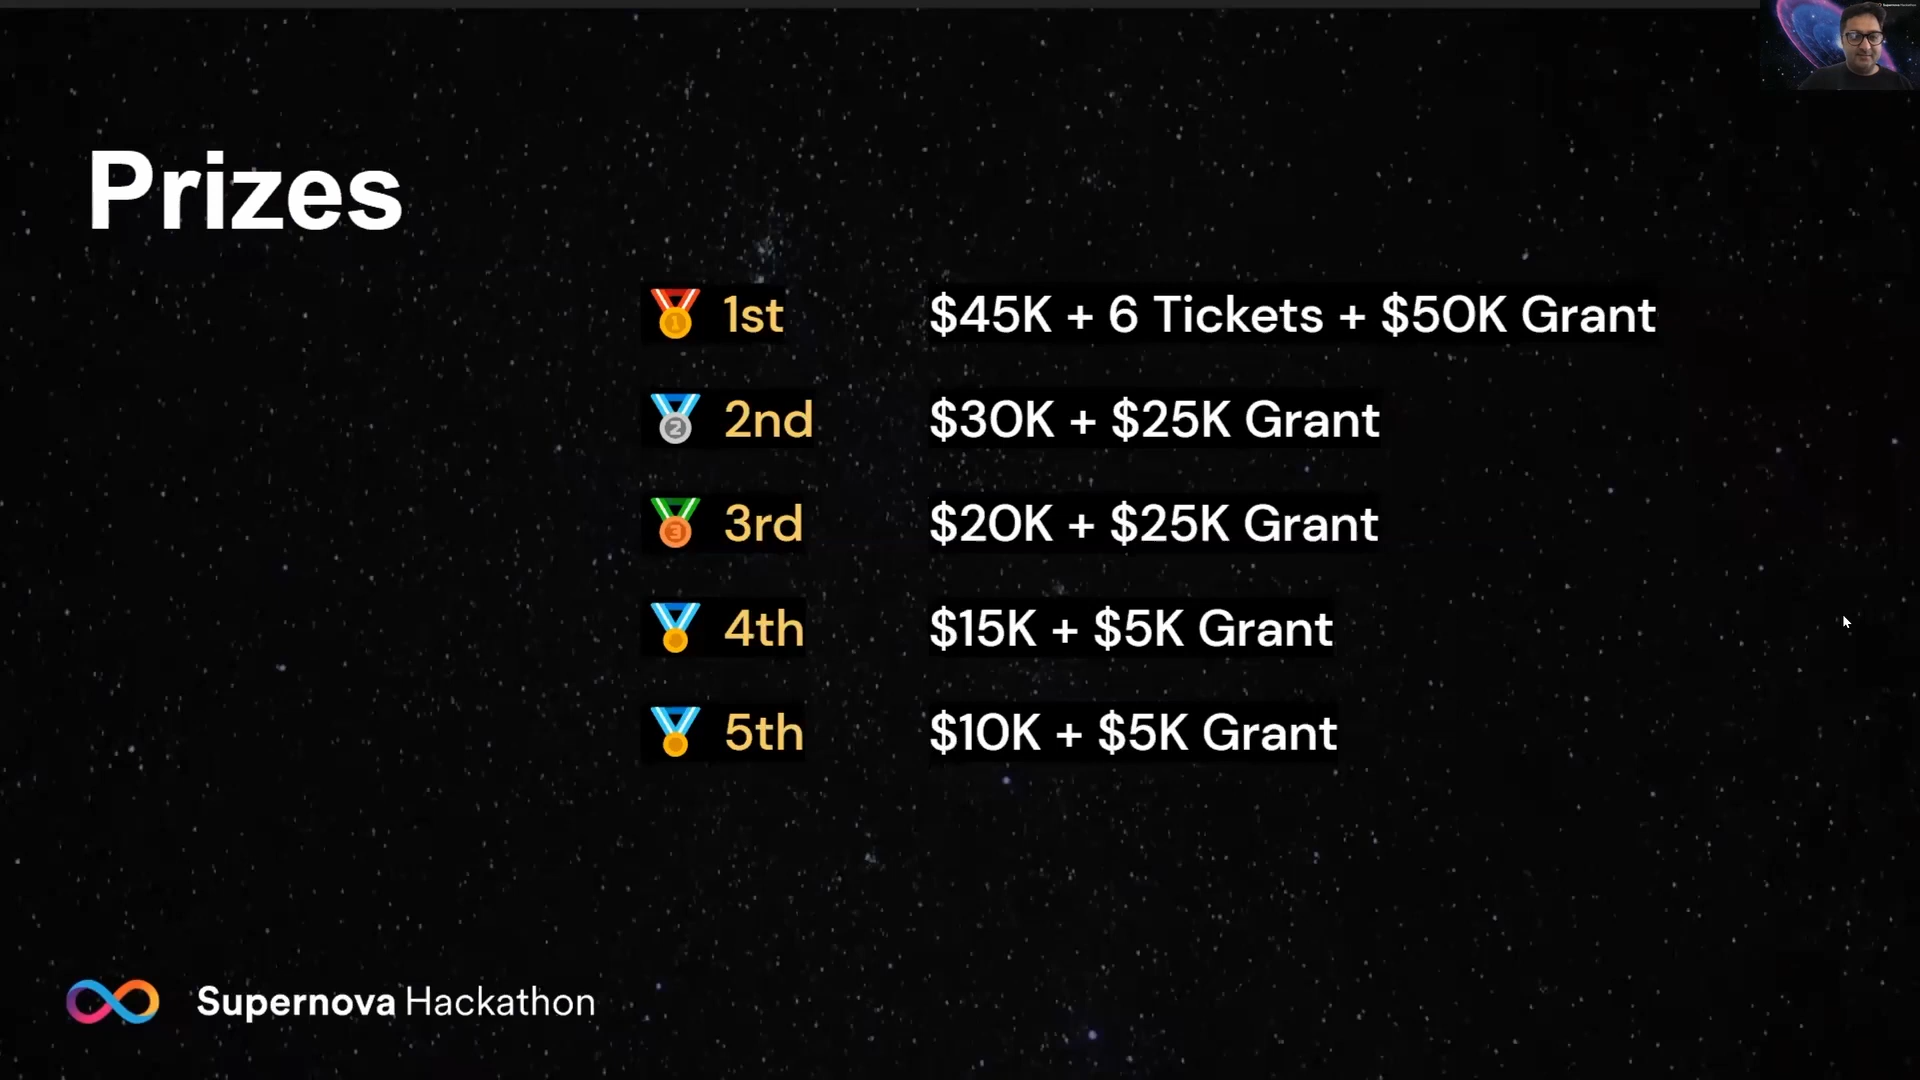 Prizes
1st $45K + 6 Tickets + $50K Grant
2nd $30K + $25K Grant
3rd $20K + $25K Grant
4th $15K + $5K Grant
5th $10K + $5K Grant
Supernova Hackathon